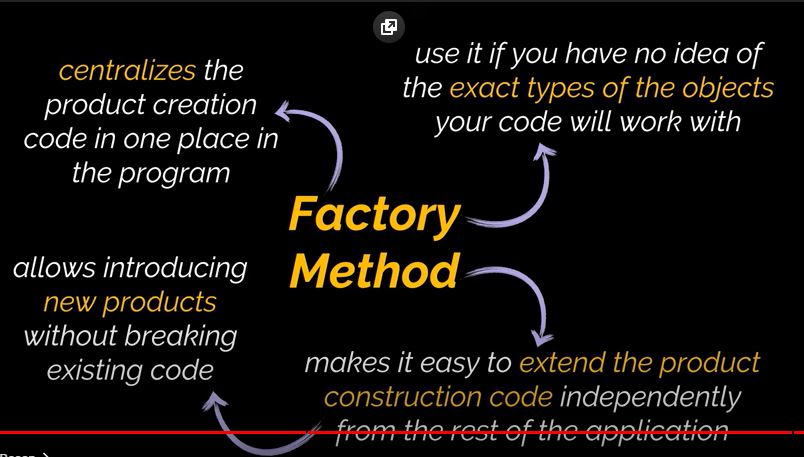 centralizes the
product creation
code in one place in
the program
use it if you have no idea of
the exact types of the objects
your code will work with
Factory
Method
allows introducing
new products
without breaking
existing code
makes it easy to extend the product
construction code independently
from the rest of the application